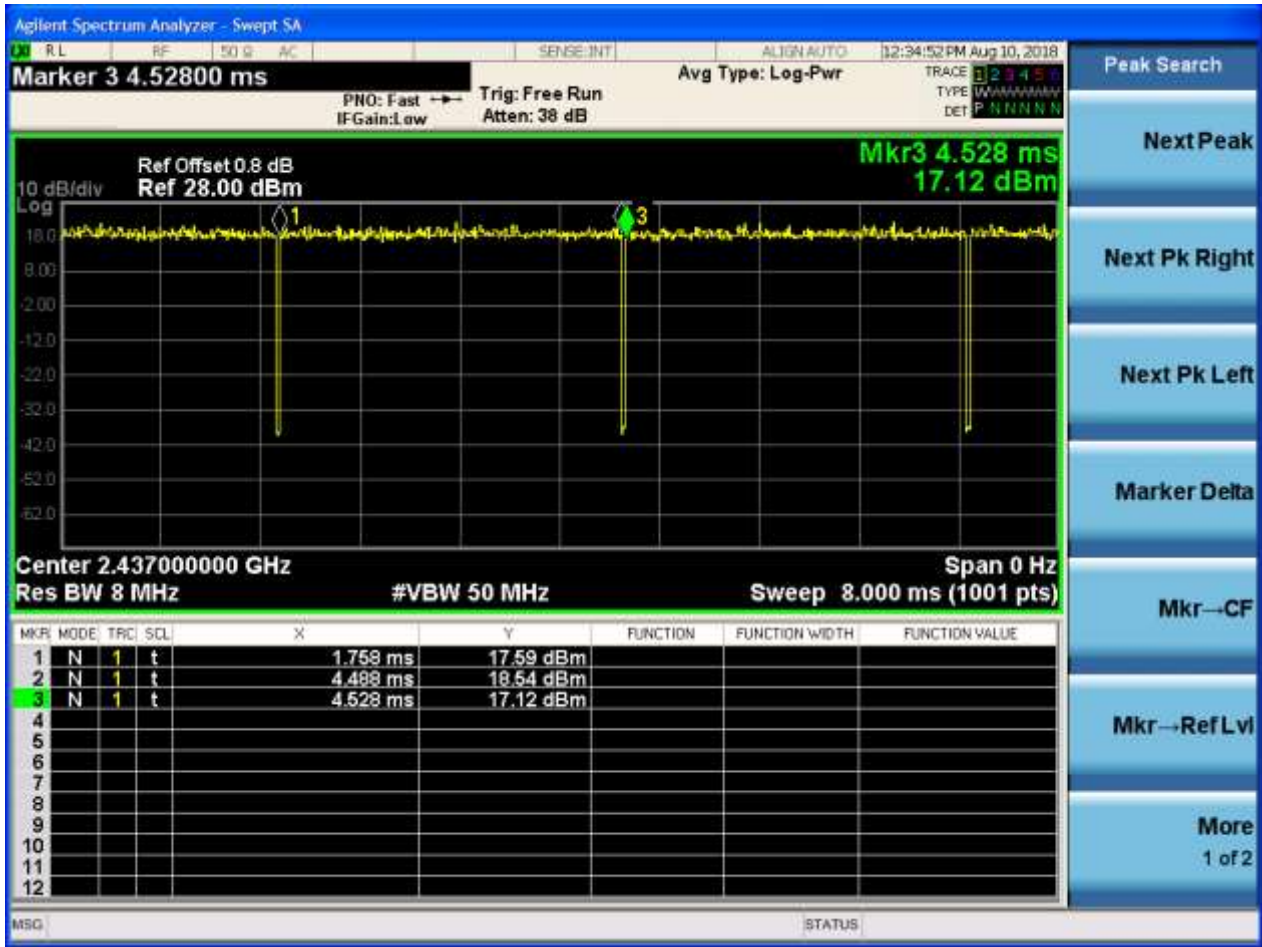 Agilent Spectrum Analyzer - Swept SA
RL RF 50 Ω AC SENSE:INT ALIGN AUTO 12:34:52 PM Aug 10, 2018
Marker 3 4.52800 ms
PNO: Fast
IFGain:Low
Trig: Free Run
Atten: 38 dB
Avg Type: Log-Pwr
TRACE 1 2 3 4 5 6
TYPE
DET P N N N N N
Mkr3 4.528 ms
17.12 dBm
Ref Offset 0.8 dB
10 dB/div Ref 28.00 dBm
Log
18.0
8.00
-2.00
-12.0
-22.0
-32.0
-42.0
-52.0
-62.0
1
3
Center 2.437000000 GHz Span 0 Hz
Res BW 8 MHz #VBW 50 MHz Sweep 8.000 ms (1001 pts)
MKR MODE TRC SCL X Y FUNCTION FUNCTION WIDTH FUNCTION VALUE
1 N 1 t 1.758 ms 17.59 dBm
2 N 1 t 4.488 ms 18.54 dBm
3 N 1 t 4.528 ms 17.12 dBm
4
5
6
7
8
9
10
11
12
MSG STATUS
Peak Search
Next Peak
Next Pk Right
Next Pk Left
Marker Delta
Mkr→CF
Mkr→Ref Lvl
More
1 of 2